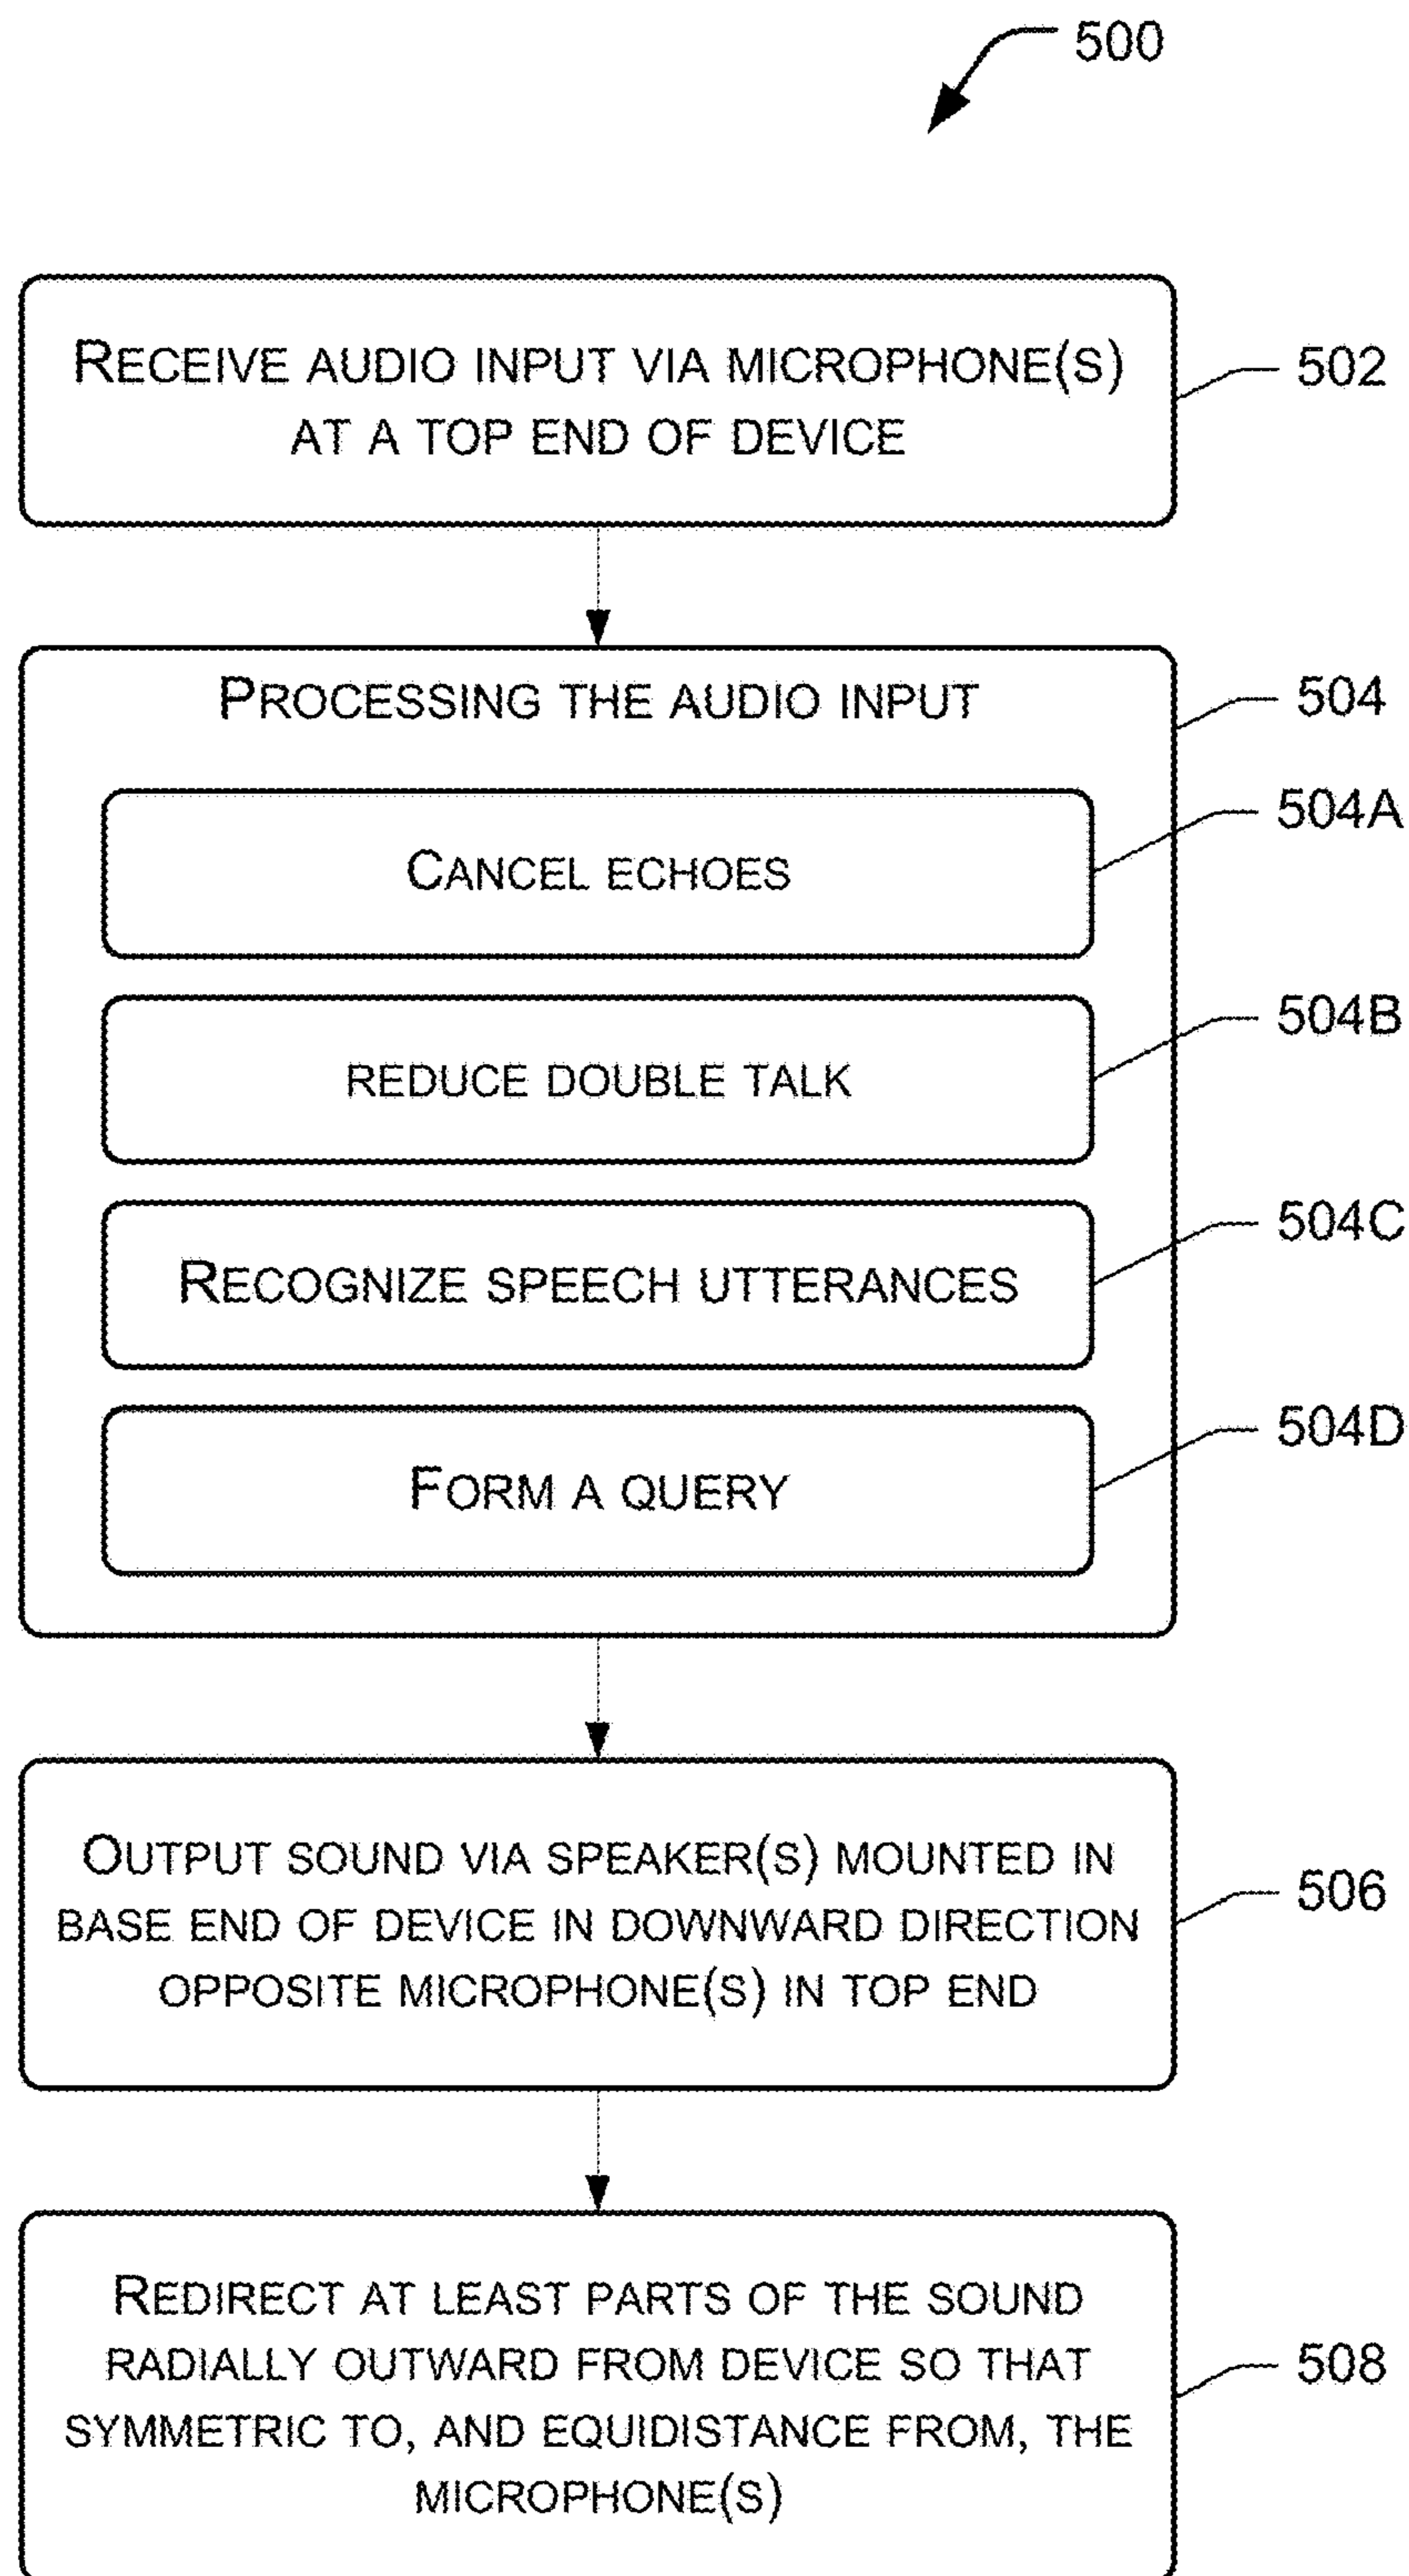 500
RECEIVE AUDIO INPUT VIA MICROPHONE(S)
AT A TOP END OF DEVICE
502
PROCESSING THE AUDIO INPUT
504
CANCEL ECHOES
504A
REDUCE DOUBLE TALK
504B
RECOGNIZE SPEECH UTTERANCES
504C
FORM A QUERY
504D
OUTPUT SOUND VIA SPEAKER(S) MOUNTED IN
BASE END OF DEVICE IN DOWNWARD DIRECTION
OPPOSITE MICROPHONE(S) IN TOP END
506
REDIRECT AT LEAST PARTS OF THE SOUND
RADIALLY OUTWARD FROM DEVICE SO THAT
SYMMETRIC TO, AND EQUIDISTANCE FROM, THE
MICROPHONE(S)
508